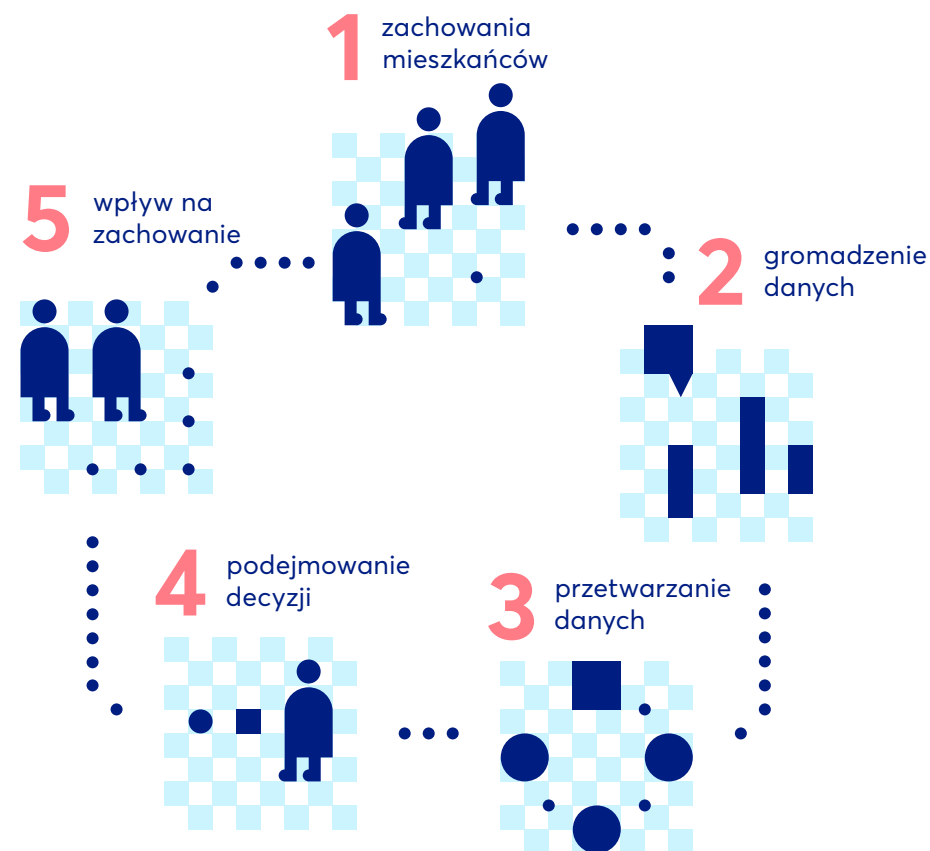 1
zachowania
mieszkańców
2
gromadzenie
danych
3
przetwarzanie
danych
4
podejmowanie
decyzji
5
wpływ na
zachowanie